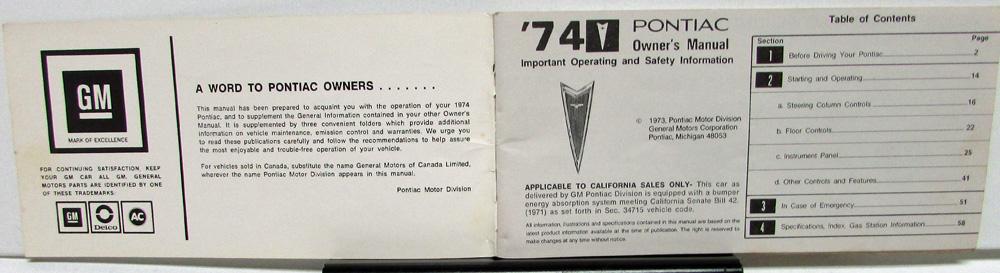 GM
MARK OF EXCELLENCE
FOR CONTINUING SATISFACTION, KEEP
YOUR GM CAR ALL GM. GENERAL
MOTORS PARTS ARE IDENTIFIED BY ONE
OF THESE TRADEMARKS.
GM
Delco
AC
A WORD TO PONTIAC OWNERS . . . . . . .
This manual has been prepared to acquaint you with the operation of your 1974
Pontiac, and to supplement the General Information contained in your other Owner's
Manual. It is supplemented by three convenient folders which provide additional
information on vehicle maintenance, emission control and warranties. We urge you
to read these publications carefully and follow the recommendations to help assure
the most enjoyable and trouble-free operation of your vehicle.
For vehicles sold in Canada, substitute the name General Motors of Canada Limited,
wherever the name Pontiac Motor Division appears in this manual.
Pontiac Motor Division
'74 PONTIAC
Owner's Manual
Important Operating and Safety Information
© 1973, Pontiac Motor Division
General Motors Corporation
Pontiac, Michigan 48053
APPLICABLE TO CALIFORNIA SALES ONLY- This car as
delivered by GM Pontiac Division is equipped with a bumper
energy absorption system meeting California Senate Bill 42.
(1971) as set forth in Sec. 34715 vehicle code.
All information, illustrations and specifications contained in this manual are based on the
latest product information available at the time of publication. The right is reserved to
make changes at any time without notice.
Table of Contents
Section Page
1 Before Driving Your Pontiac 2
2 Starting and Operating 14
a. Steering Column Controls 16
b. Floor Controls 22
c. Instrument Panel 25
d. Other Controls and Features 41
3 In Case of Emergency 51
4 Specifications, Index, Gas Station Information 58